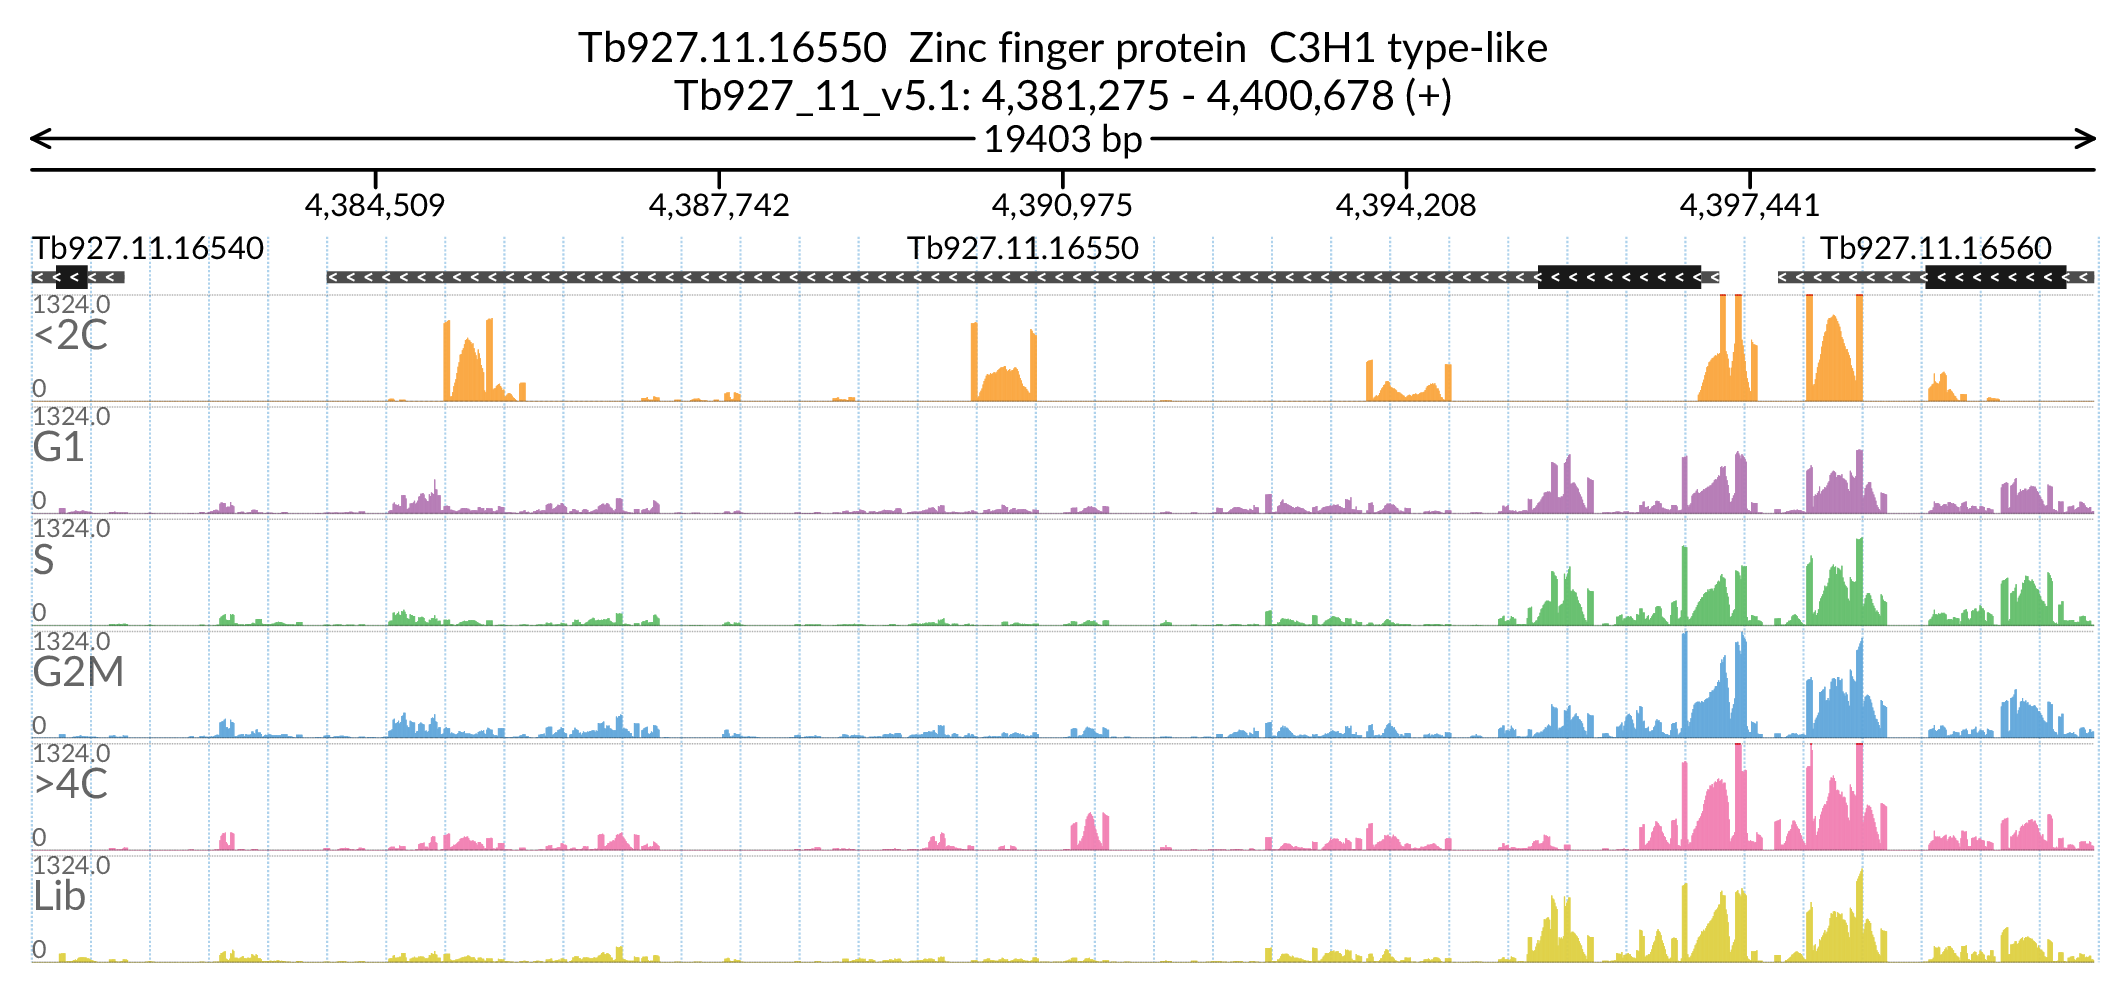 Tb927.11.16550 Zinc finger protein C3H1 type-like
Tb927_11_v5.1: 4,381,275 - 4,400,678 (+)
19403 bp
4,384,509 4,387,742 4,390,975 4,394,208 4,397,441
Tb927.11.16540 Tb927.11.16550 Tb927.11.16560
1324.0
<2C
0
1324.0
G1
0
1324.0
S
0
1324.0
G2M
0
1324.0
>4C
0
1324.0
Lib
0